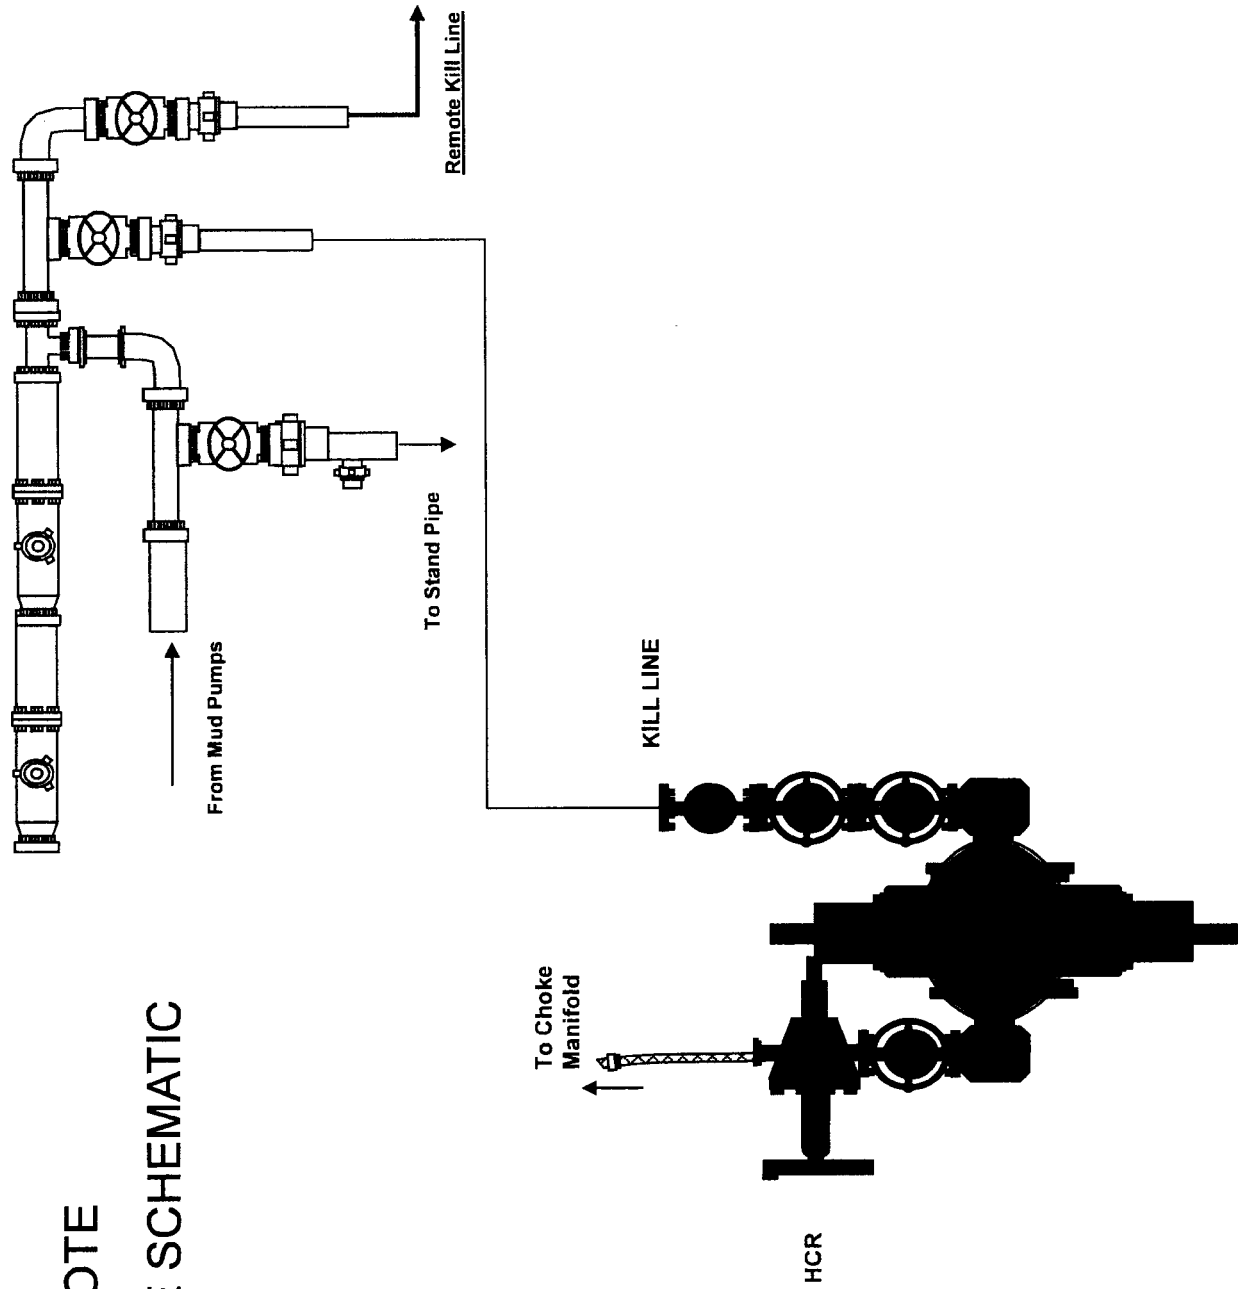 OTE
E SCHEMATIC
Remote Kill Line
To Stand Pipe
From Mud Pumps
KILL LINE
To Choke
Manifold
HCR